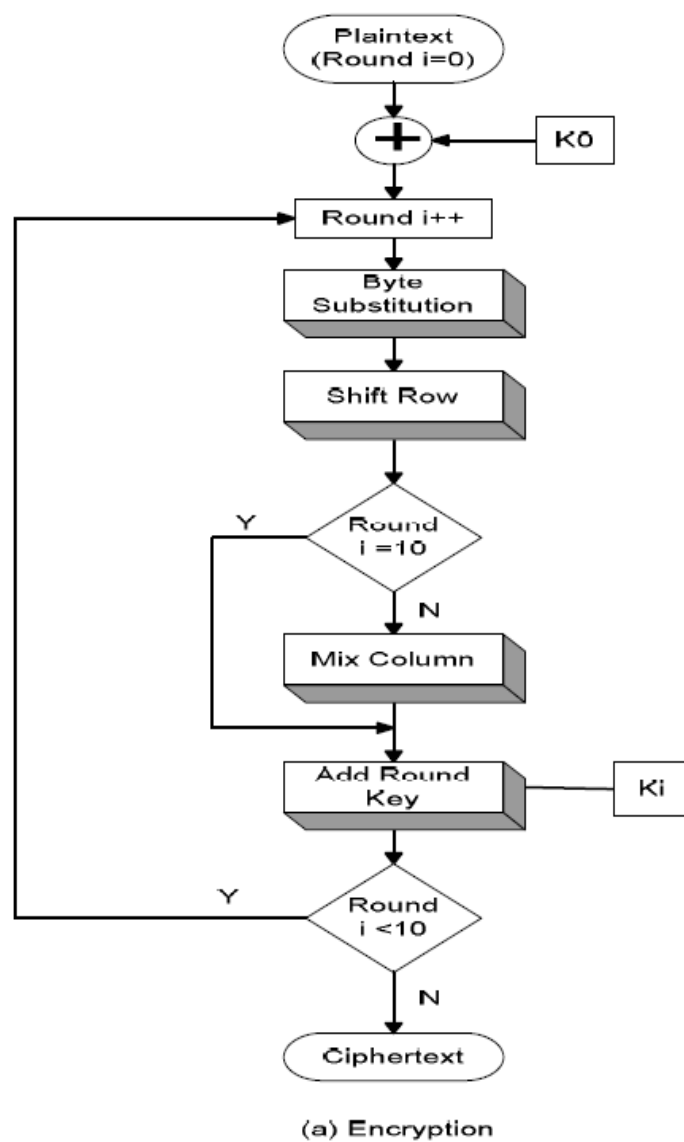 Plaintext
(Round i=0)
K0
Round i++
Byte
Substitution
Shift Row
Round
i =10
Y
N
Mix Column
Add Round
Key
Ki
Round
i <10
Y
N
Ciphertext
(a) Encryption